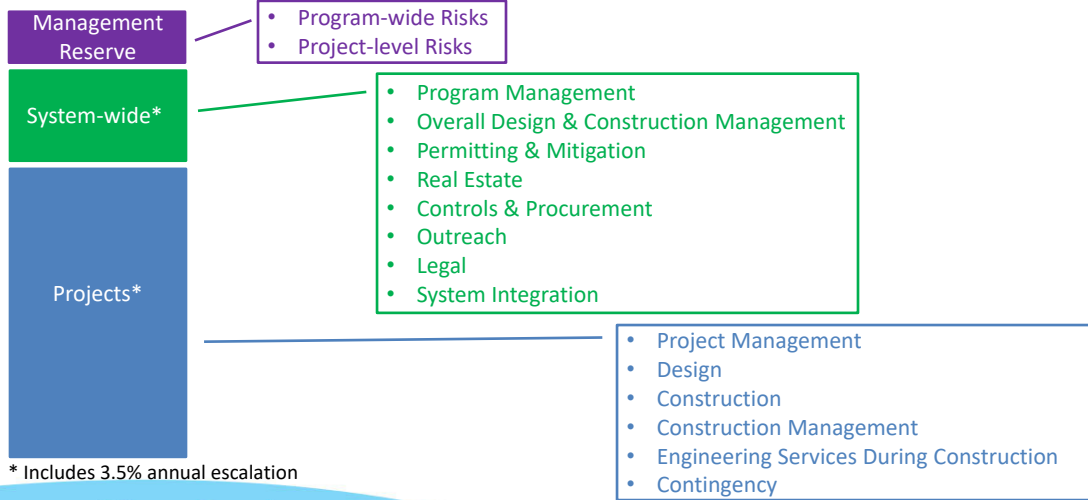 Management
Reserve
• Program-wide Risks
• Project-level Risks
System-wide*
• Program Management
• Overall Design & Construction Management
• Permitting & Mitigation
• Real Estate
• Controls & Procurement
• Outreach
• Legal
• System Integration
Projects*
• Project Management
• Design
• Construction
• Construction Management
• Engineering Services During Construction
• Contingency
* Includes 3.5% annual escalation